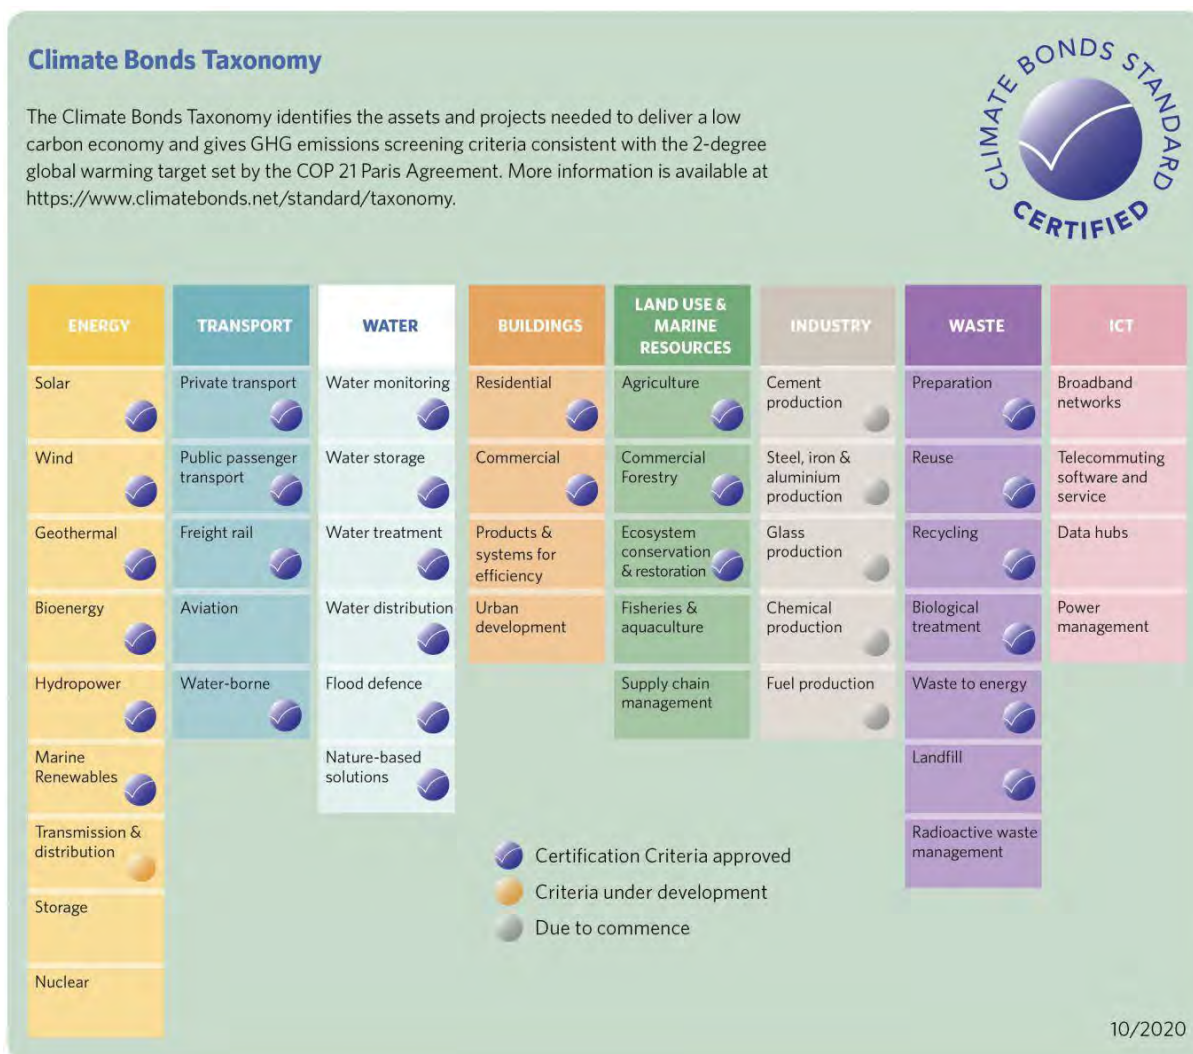 Climate Bonds Taxonomy
The Climate Bonds Taxonomy identifies the assets and projects needed to deliver a low
carbon economy and gives GHG emissions screening criteria consistent with the 2-degree
global warming target set by the COP 21 Paris Agreement. More information is available at
https://www.climatebonds.net/standard/taxonomy.
CLIMATE BONDS STANDARD
CERTIFIED
ENERGY
Solar
Wind
Geothermal
Bioenergy
Hydropower
Marine
Renewables
Transmission &
distribution
Storage
Nuclear
TRANSPORT
Private transport
Public passenger
transport
Freight rail
Aviation
Water-borne
WATER
Water monitoring
Water storage
Water treatment
Water distribution
Flood defence
Nature-based
solutions
BUILDINGS
Residential
Commercial
Products &
systems for
efficiency
Urban
development
LAND USE &
MARINE
RESOURCES
Agriculture
Commercial
Forestry
Ecosystem
conservation
& restoration
Fisheries &
aquaculture
Supply chain
management
INDUSTRY
Cement
production
Steel, iron &
aluminium
production
Glass
production
Chemical
production
Fuel production
WASTE
Preparation
Reuse
Recycling
Biological
treatment
Waste to energy
Landfill
Radioactive waste
management
ICT
Broadband
networks
Telecommuting
software and
service
Data hubs
Power
management
Certification Criteria approved
Criteria under development
Due to commence
10/2020